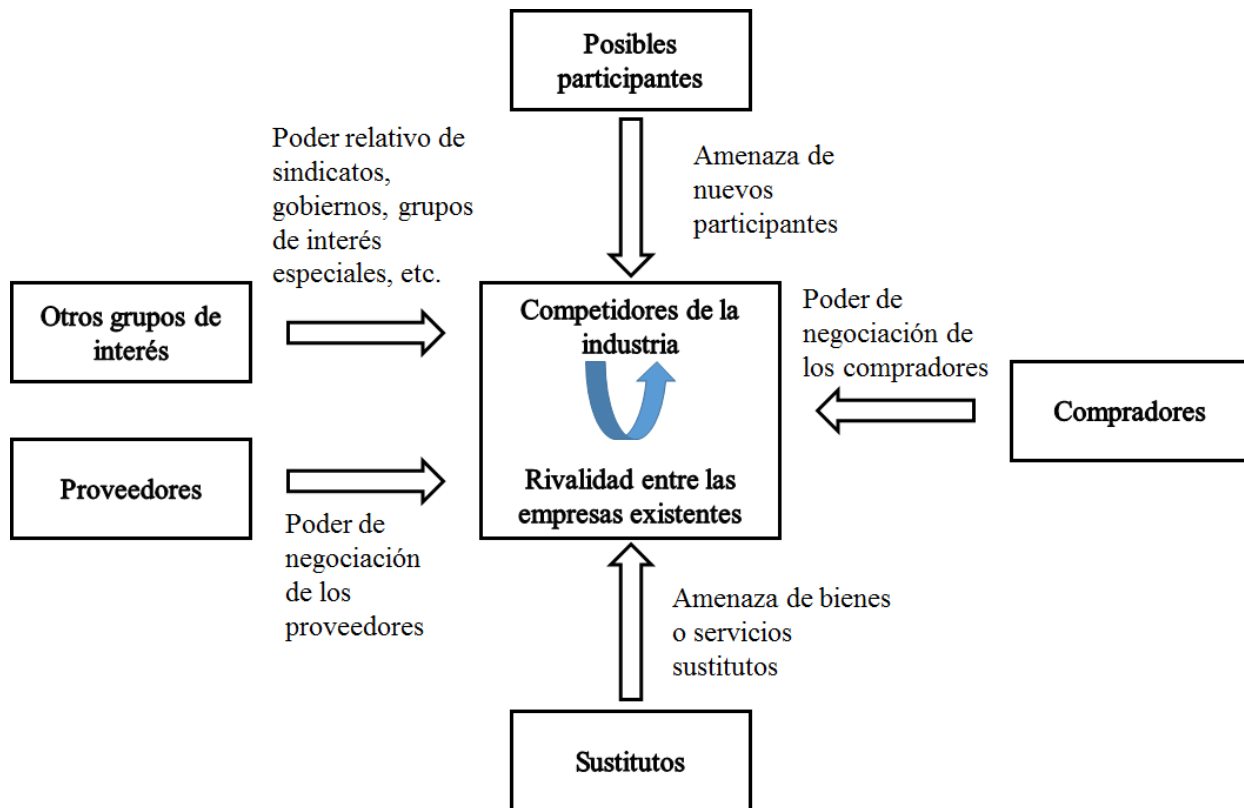 Posibles
participantes
Poder relativo de
sindicatos,
gobiernos, grupos
de interés
especiales, etc.
Amenaza de
nuevos
participantes
Otros grupos de
interés
Competidores de la
industria
Poder de
negociación de
los compradores
Compradores
Proveedores
Rivalidad entre las
empresas existentes
Poder de
negociación
de los
proveedores
Amenaza de bienes
o servicios
sustitutos
Sustitutos